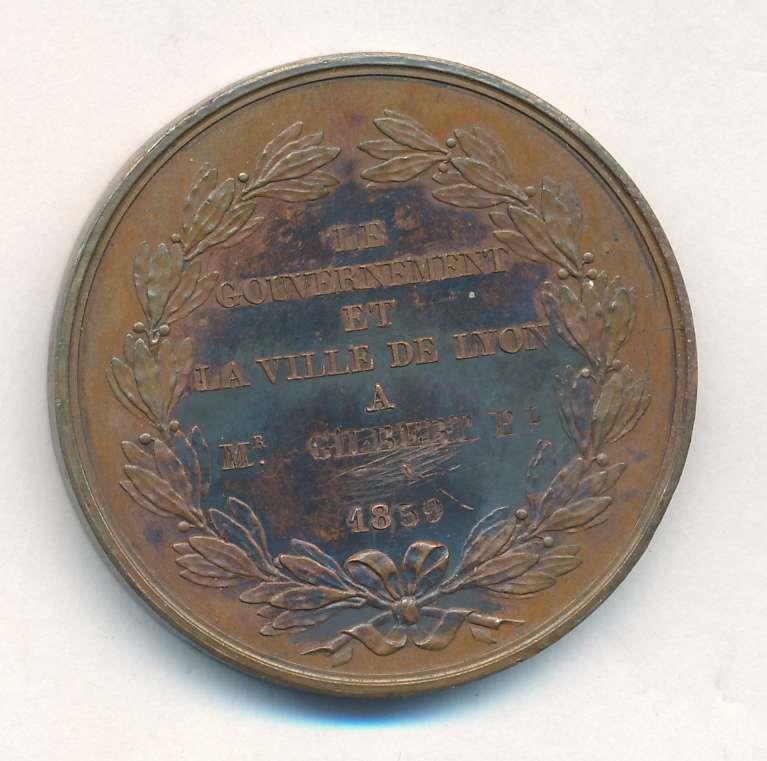 LE
GOUVERNEMENT
ET
LA VILLE DE LYON
A
MR. GILBERT
1859